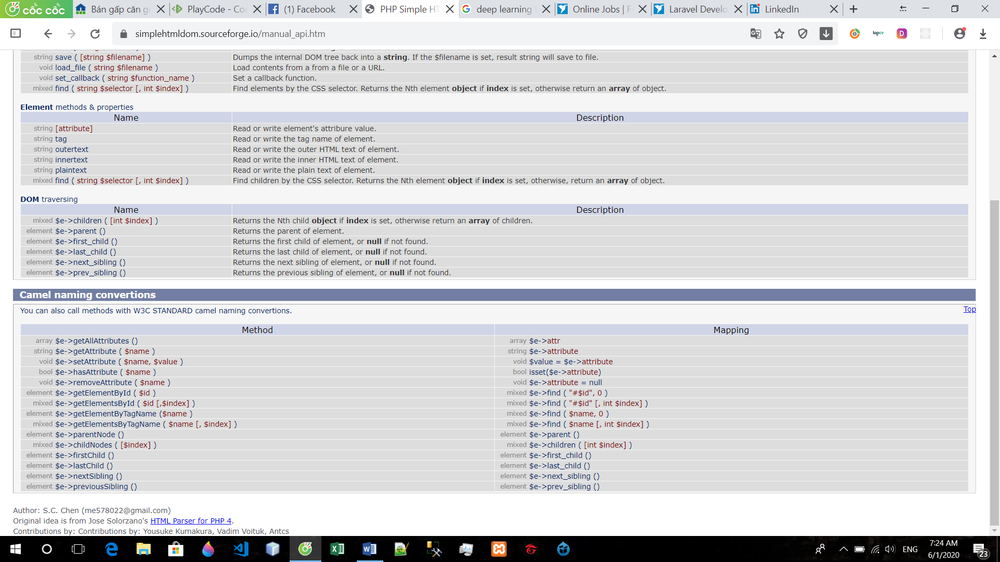 cốc cốc
Bán gấp căn g
PlayCode - Co
(1) Facebook
PHP Simple HT
deep learning
Online Jobs | F
Laravel Develo
LinkedIn
simplehtmldom.sourceforge.io/manual_api.htm
topcv
D
string save ( [string $filename] ) Dumps the internal DOM tree back into a string. If the $filename is set, result string will save to file.
void load_file ( string $filename ) Load contents from a from a file or a URL.
void set_callback ( string $function_name ) Set a callback function.
mixed find ( string $selector [, int $index] ) Find elements by the CSS selector. Returns the Nth element object if index is set, otherwise return an array of object.
Element methods & properties
Name Description
string [attribute] Read or write element's attribure value.
string tag Read or write the tag name of element.
string outertext Read or write the outer HTML text of element.
string innertext Read or write the inner HTML text of element.
string plaintext Read or write the plain text of element.
mixed find ( string $selector [, int $index] ) Find children by the CSS selector. Returns the Nth element object if index is set, otherwise, return an array of object.
DOM traversing
Name Description
mixed $e->children ( [int $index] ) Returns the Nth child object if index is set, otherwise return an array of children.
element $e->parent () Returns the parent of element.
element $e->first_child () Returns the first child of element, or null if not found.
element $e->last_child () Returns the last child of element, or null if not found.
element $e->next_sibling () Returns the next sibling of element, or null if not found.
element $e->prev_sibling () Returns the previous sibling of element, or null if not found.
Camel naming convertions
You can also call methods with W3C STANDARD camel naming convertions. Top
Method Mapping
array $e->getAllAttributes () array $e->attr
string $e->getAttribute ( $name ) string $e->attribute
void $e->setAttribute ( $name, $value ) void $value = $e->attribute
bool $e->hasAttribute ( $name ) bool isset($e->attribute)
void $e->removeAttribute ( $name ) void $e->attribute = null
element $e->getElementById ( $id ) mixed $e->find ( "#$id", 0 )
mixed $e->getElementsById ( $id [,$index] ) mixed $e->find ( "#$id" [, int $index] )
element $e->getElementByTagName ($name ) mixed $e->find ( $name, 0 )
mixed $e->getElementsByTagName ( $name [, $index] ) mixed $e->find ( $name [, int $index] )
element $e->parentNode () element $e->parent ()
mixed $e->childNodes ( [$index] ) mixed $e->children ( [int $index] )
element $e->firstChild () element $e->first_child ()
element $e->lastChild () element $e->last_child ()
element $e->nextSibling () element $e->next_sibling ()
element $e->previousSibling () element $e->prev_sibling ()
Author: S.C. Chen (me578022@gmail.com)
Original idea is from Jose Solorzano's HTML Parser for PHP 4.
Contributions by: Contributions by: Yousuke Kumakura, Vadim Voituk, Antcs
ENG
7:24 AM
6/1/2020
23